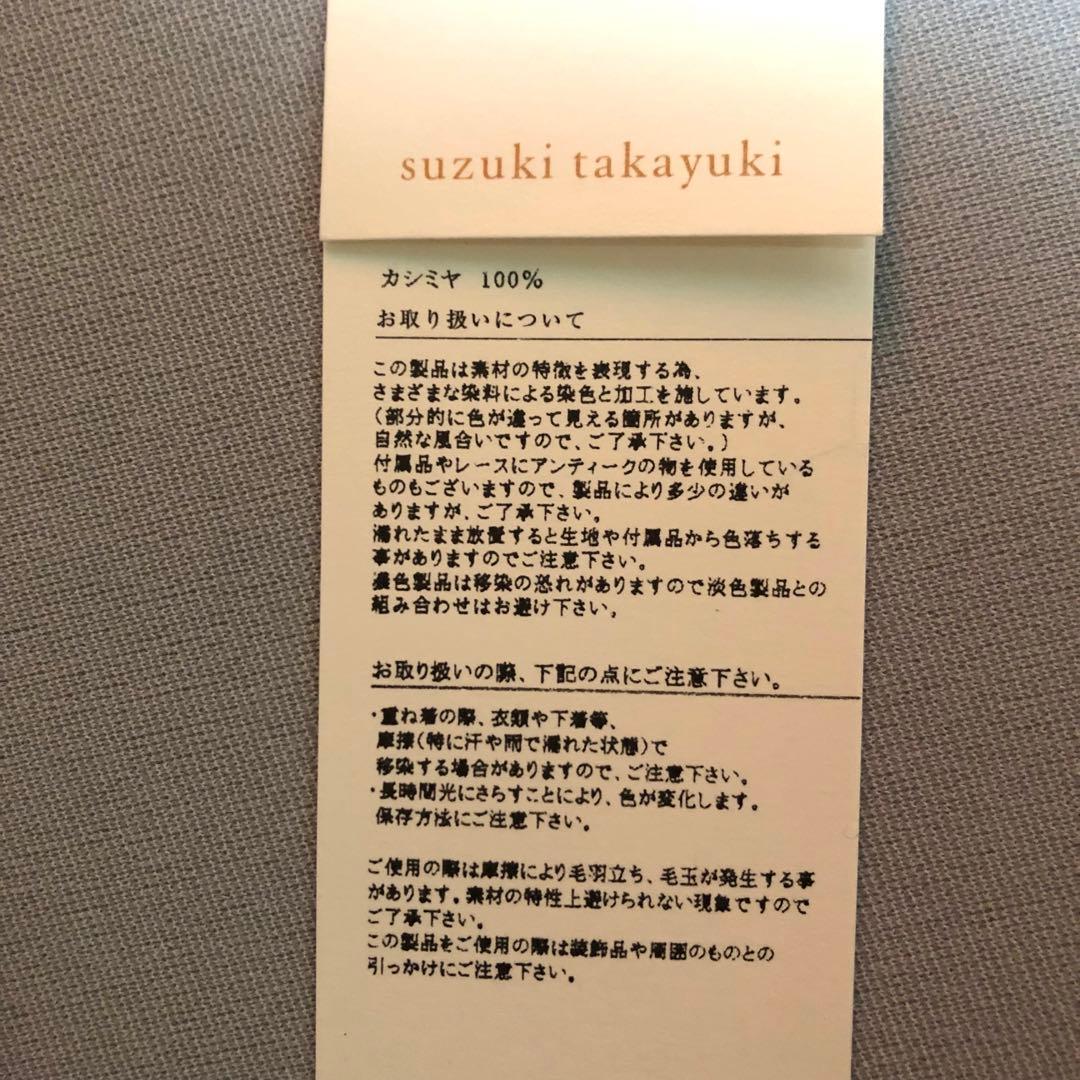 suzuki takayuki
カシミヤ 100%
お取り扱いについて
この製品は素材の特徴を表現する為、
さまざまな染料による染色と加工を施しています。
(部分的に色が違って見える箇所がありますが、
自然な風合いですので、ご了承下さい。)
付属品やレースにアンティークの物を使用している
ものもございますので、製品により多少の違いが
ありますが、ご了承下さい。
濡れたまま放置すると生地や付属品から色落ちする
事がありますのでご注意下さい。
濃色製品は移染の恐れがありますので淡色製品との
組み合わせはお避け下さい。
お取り扱いの際、下記の点にご注意下さい。
・重ね着の際、衣類や下着等、
摩擦(特に汗や雨で濡れた状態)で
移染する場合がありますので、ご注意下さい。
・長時間光にさらすことにより、色が変化します。
保存方法にご注意下さい。
ご使用の際は摩擦により毛羽立ち、毛玉が発生する事
があります。素材の特性上避けられない現象ですので
ご了承下さい。
この製品をご使用の際は装飾品や周囲のものとの
引っかけにご注意下さい。